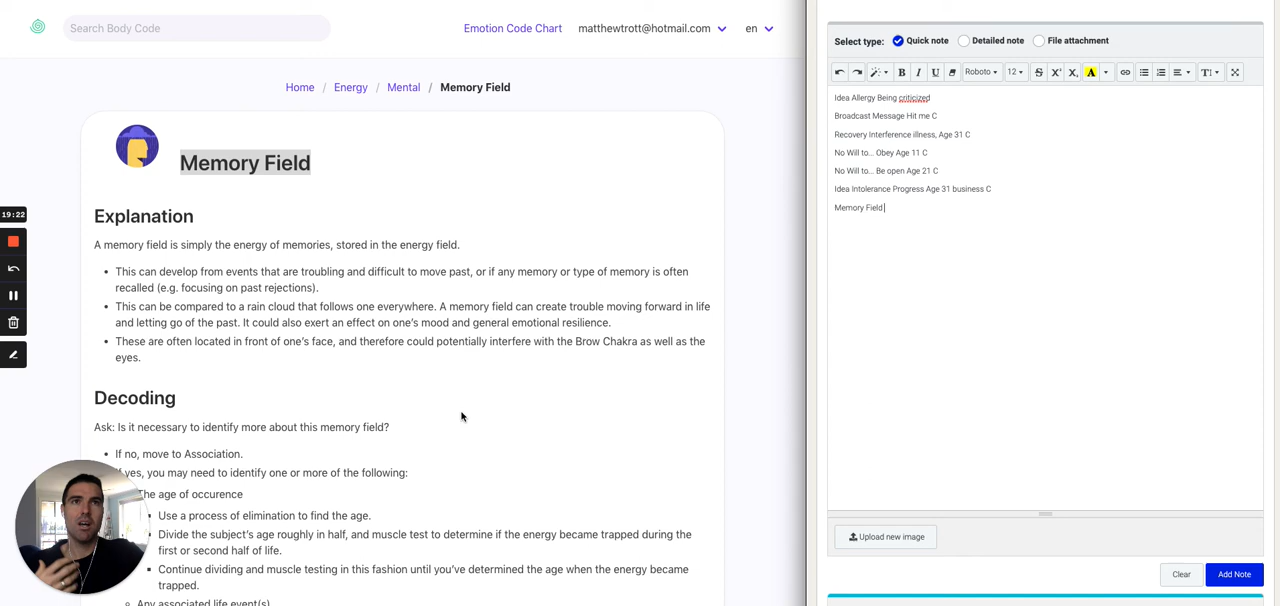 Search Body Code
Emotion Code Chart
matthewtrott@hotmail.com
en
Home / Energy / Mental / Memory Field
Memory Field
Explanation
A memory field is simply the energy of memories, stored in the energy field.
• This can develop from events that are troubling and difficult to move past, or if any memory or type of memory is often
recalled (e.g. focusing on past rejections).
• This can be compared to a rain cloud that follows one everywhere. A memory field can create trouble moving forward in life
and letting go of the past. It could also exert an effect on one's mood and general emotional resilience.
• These are often located in front of one's face, and therefore could potentially interfere with the Brow Chakra as well as the
eyes.
Decoding
Ask: Is it necessary to identify more about this memory field?
• If no, move to Association.
If yes, you may need to identify one or more of the following:
The age of occurence
Use a process of elimination to find the age.
Divide the subject's age roughly in half, and muscle test to determine if the energy became trapped during the
first or second half of life.
Continue dividing and muscle testing in this fashion until you've determined the age when the energy became
trapped.
Any associated life event(s)
19:22
Select type: Quick note Detailed note File attachment
B I U Roboto 12 S X¹ X, A T↕
Idea Allergy Being criticized
Broadcast Message Hit me C
Recovery Interference illness, Age 31 C
No Will to... Obey Age 11 C
No Will to... Be open Age 21 C
Idea Intolerance Progress Age 31 business C
Memory Field
Upload new image
Clear
Add Note